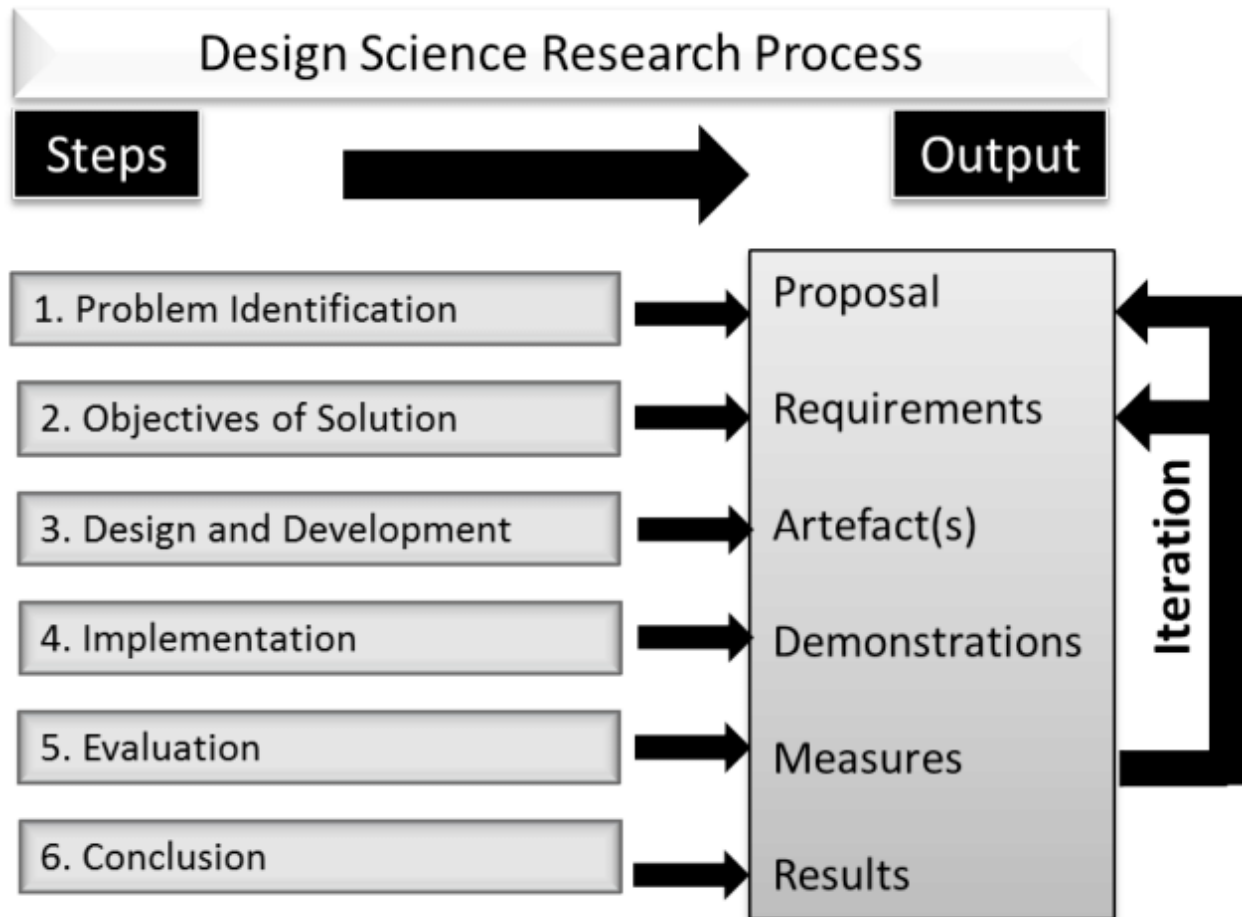 Design Science Research Process
Steps
Output
1. Problem Identification
Proposal
2. Objectives of Solution
Requirements
3. Design and Development
Artefact(s)
4. Implementation
Demonstrations
5. Evaluation
Measures
6. Conclusion
Results
Iteration